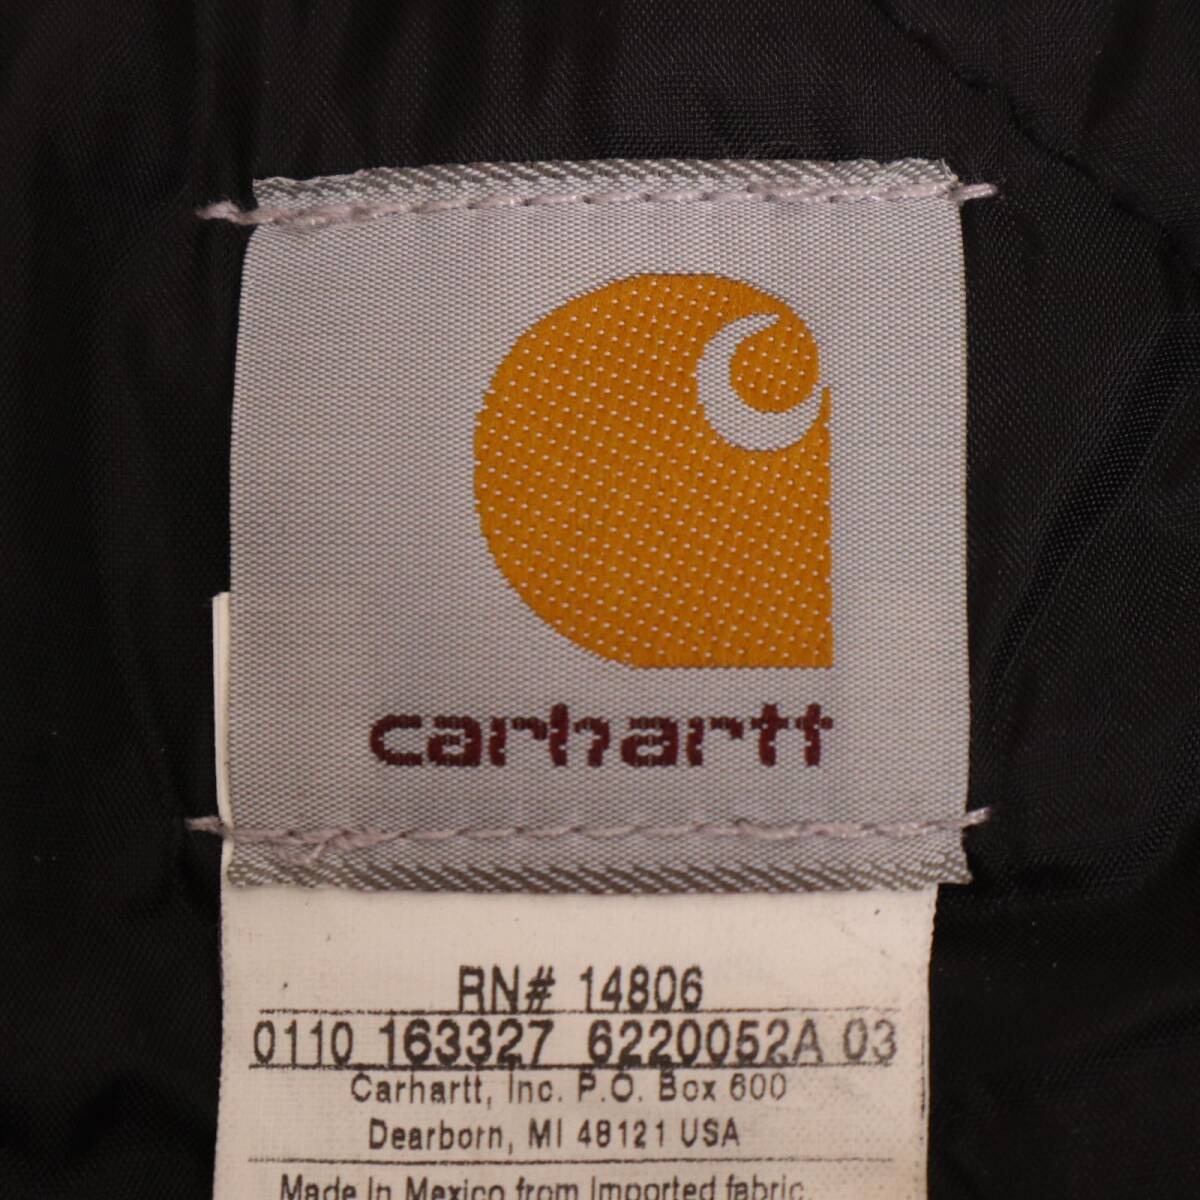 carhartt
RN# 14806
0110 163327 6220052A 03
Carhartt, Inc. P.O. Box 600
Dearborn, MI 48121 USA
Made In Mexico from Imported fabric.